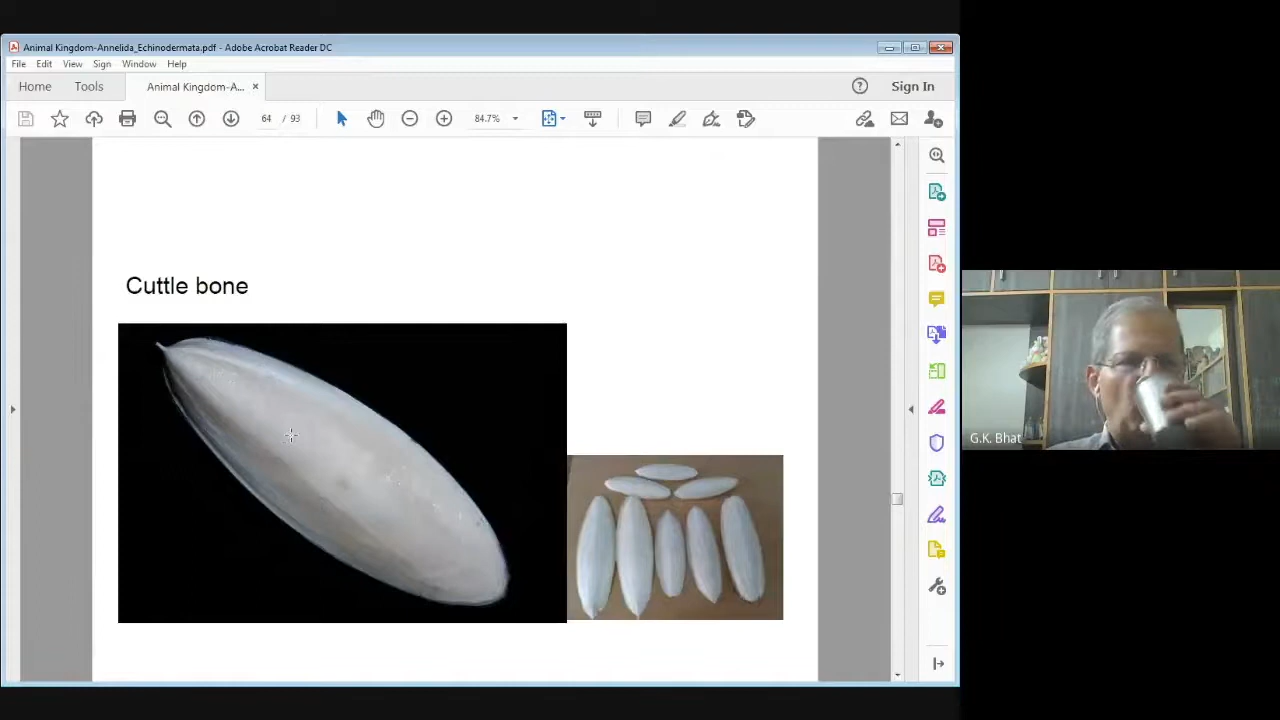 Animal Kingdom-Annelida_Echinodermata.pdf - Adobe Acrobat Reader DC
File Edit View Sign Window Help
Home Tools Animal Kingdom-A... × Sign In
64 / 93 84.7%
Cuttle bone
G.K. Bhat